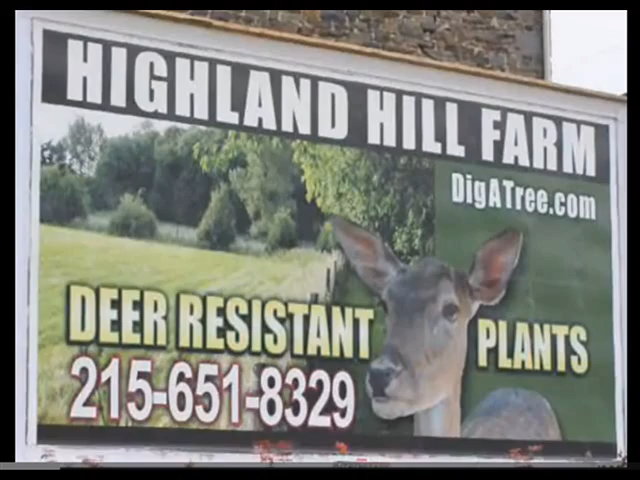 HIGHLAND HILL FARM
DigATree.com
DEER RESISTANT PLANTS
215-651-8329